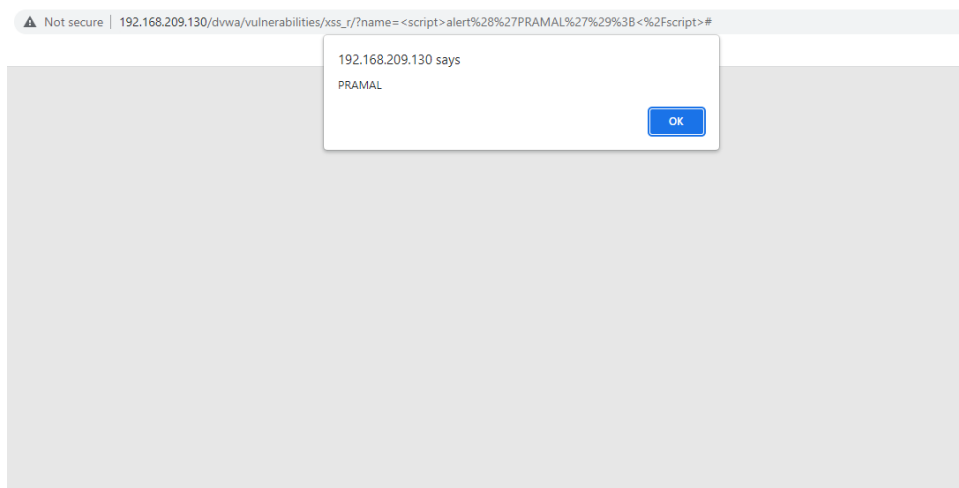 Not secure | 192.168.209.130/dvwa/vulnerabilities/xss_r/?name=<script>alert%28%27PRAMAL%27%29%3B<%2Fscript>#
192.168.209.130 says
PRAMAL
OK